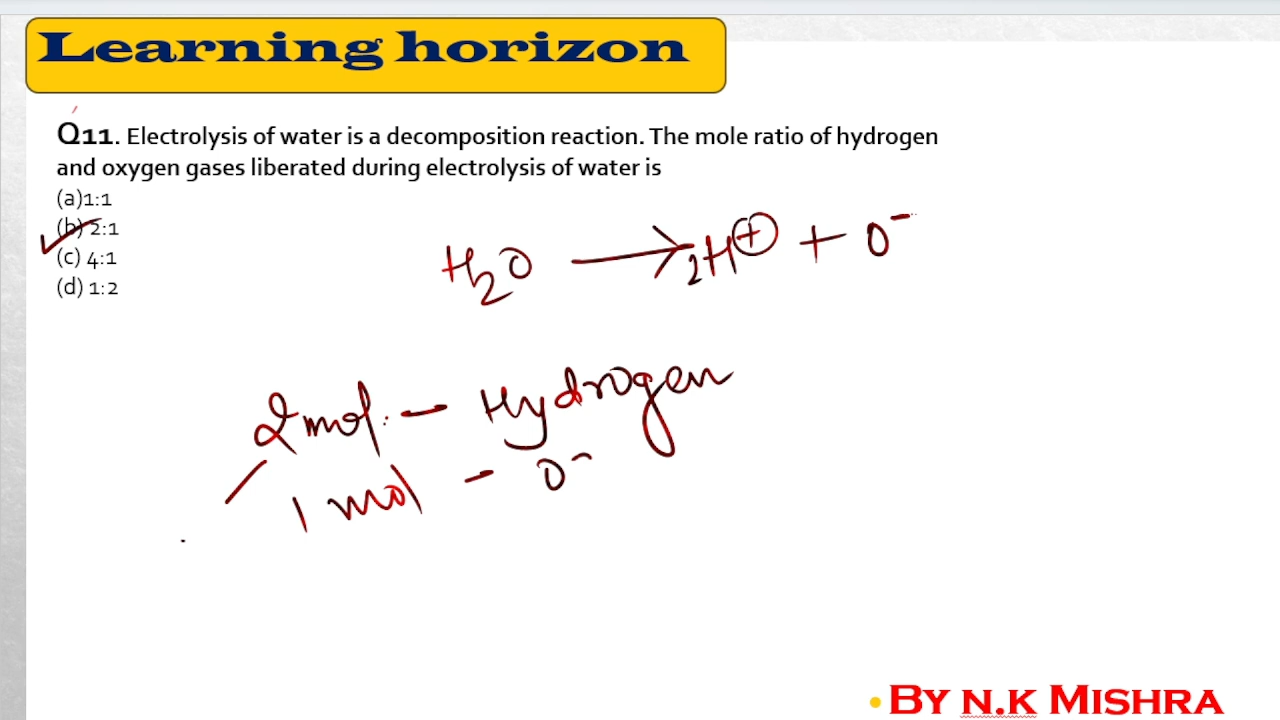 Learning horizon
Q11. Electrolysis of water is a decomposition reaction. The mole ratio of hydrogen
and oxygen gases liberated during electrolysis of water is
(a)1:1
(b) 2:1
(c) 4:1
(d) 1:2
H2O → 2H⊕ + O⁻
2 mol. - Hydrogen
1 mol - O⁻
• BY N.K MISHRA